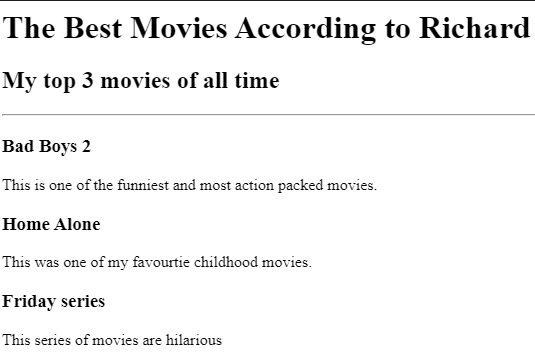 The Best Movies According to Richard
My top 3 movies of all time
Bad Boys 2
This is one of the funniest and most action packed movies.
Home Alone
This was one of my favourtie childhood movies.
Friday series
This series of movies are hilarious